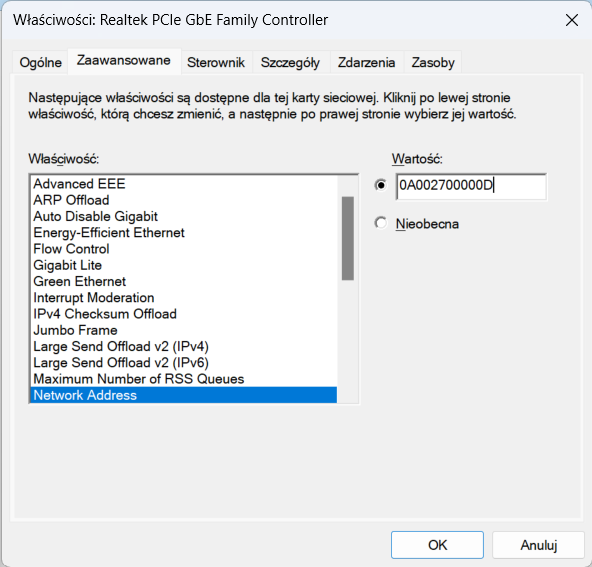 Właściwości: Realtek PCIe GbE Family Controller
Ogólne Zaawansowane Sterownik Szczegóły Zdarzenia Zasoby
Następujące właściwości są dostępne dla tej karty sieciowej. Kliknij po lewej stronie
właściwość, którą chcesz zmienić, a następnie po prawej stronie wybierz jej wartość.
Właściwość:
Advanced EEE
ARP Offload
Auto Disable Gigabit
Energy-Efficient Ethernet
Flow Control
Gigabit Lite
Green Ethernet
Interrupt Moderation
IPv4 Checksum Offload
Jumbo Frame
Large Send Offload v2 (IPv4)
Large Send Offload v2 (IPv6)
Maximum Number of RSS Queues
Network Address
Wartość:
0A002700000D
Nieobecna
OK Anuluj